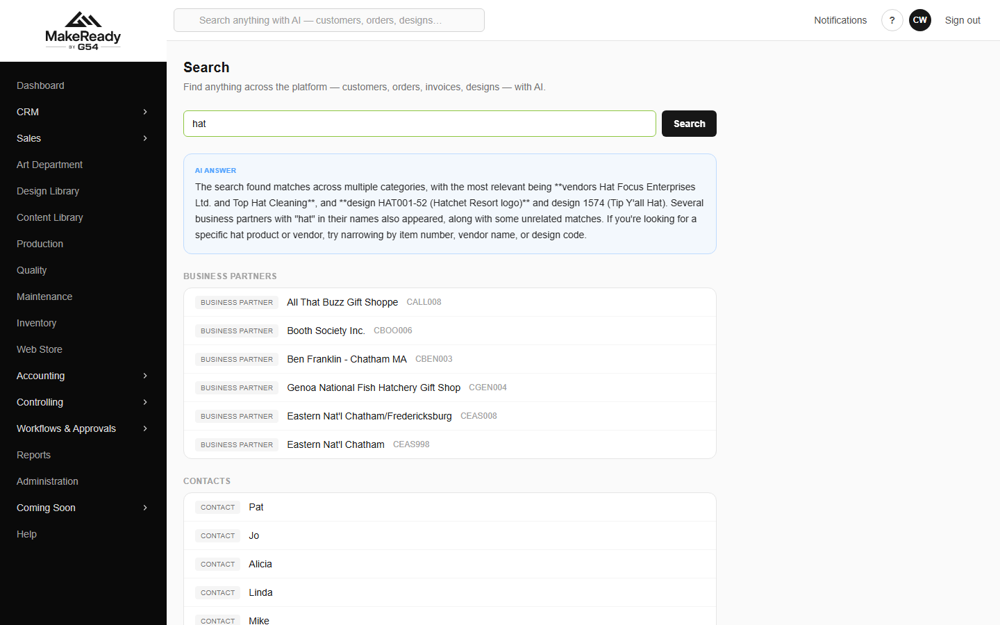 MakeReady
BY G54
Search anything with AI — customers, orders, designs…
Notifications
?
CW
Sign out
Dashboard
CRM
Sales
Art Department
Design Library
Content Library
Production
Quality
Maintenance
Inventory
Web Store
Accounting
Controlling
Workflows & Approvals
Reports
Administration
Coming Soon
Help
Search
Find anything across the platform — customers, orders, invoices, designs — with AI.
hat
Search
AI ANSWER
The search found matches across multiple categories, with the most relevant being **vendors Hat Focus Enterprises
Ltd. and Top Hat Cleaning**, and **design HAT001-52 (Hatchet Resort logo)** and design 1574 (Tip Y'all Hat). Several
business partners with "hat" in their names also appeared, along with some unrelated matches. If you're looking for a
specific hat product or vendor, try narrowing by item number, vendor name, or design code.
BUSINESS PARTNERS
BUSINESS PARTNER All That Buzz Gift Shoppe CALL008
BUSINESS PARTNER Booth Society Inc. CBOO006
BUSINESS PARTNER Ben Franklin - Chatham MA CBEN003
BUSINESS PARTNER Genoa National Fish Hatchery Gift Shop CGEN004
BUSINESS PARTNER Eastern Nat'l Chatham/Fredericksburg CEAS008
BUSINESS PARTNER Eastern Nat'l Chatham CEAS998
CONTACTS
CONTACT Pat
CONTACT Jo
CONTACT Alicia
CONTACT Linda
CONTACT Mike